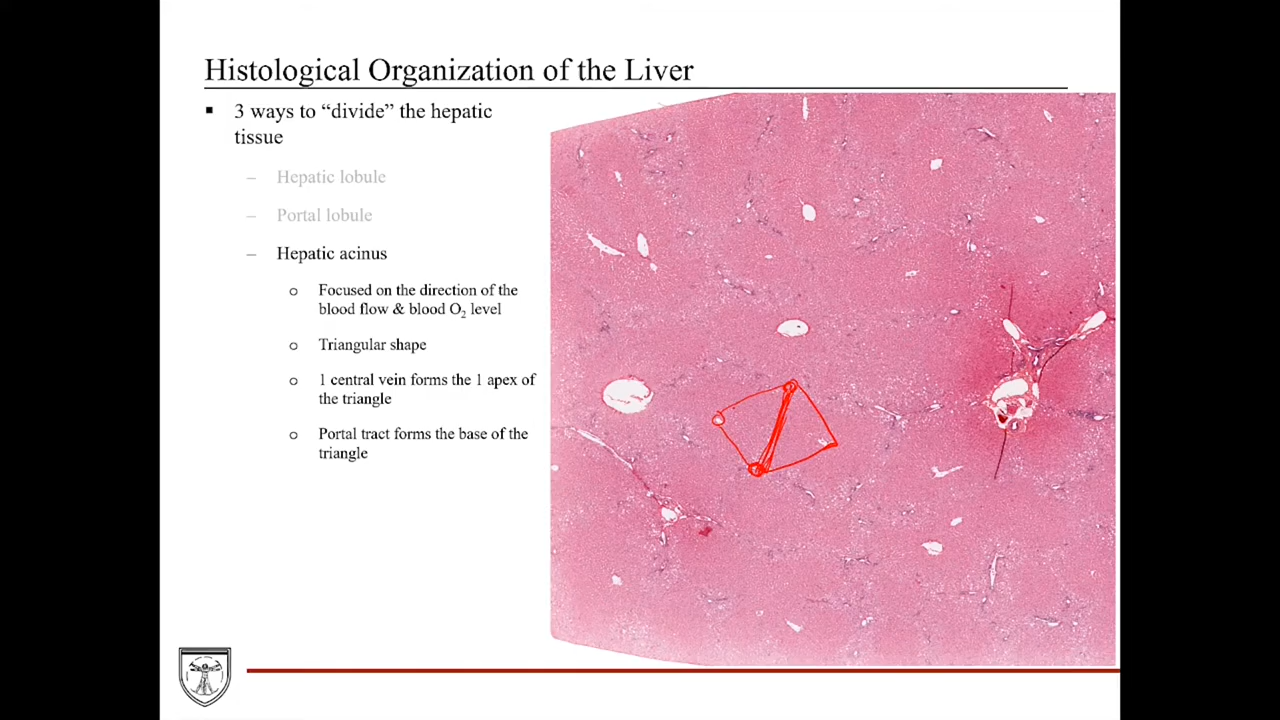 Histological Organization of the Liver
▪ 3 ways to “divide” the hepatic
tissue
– Hepatic lobule
– Portal lobule
– Hepatic acinus
o Focused on the direction of the
blood flow & blood O₂ level
o Triangular shape
o 1 central vein forms the 1 apex of
the triangle
o Portal tract forms the base of the
triangle